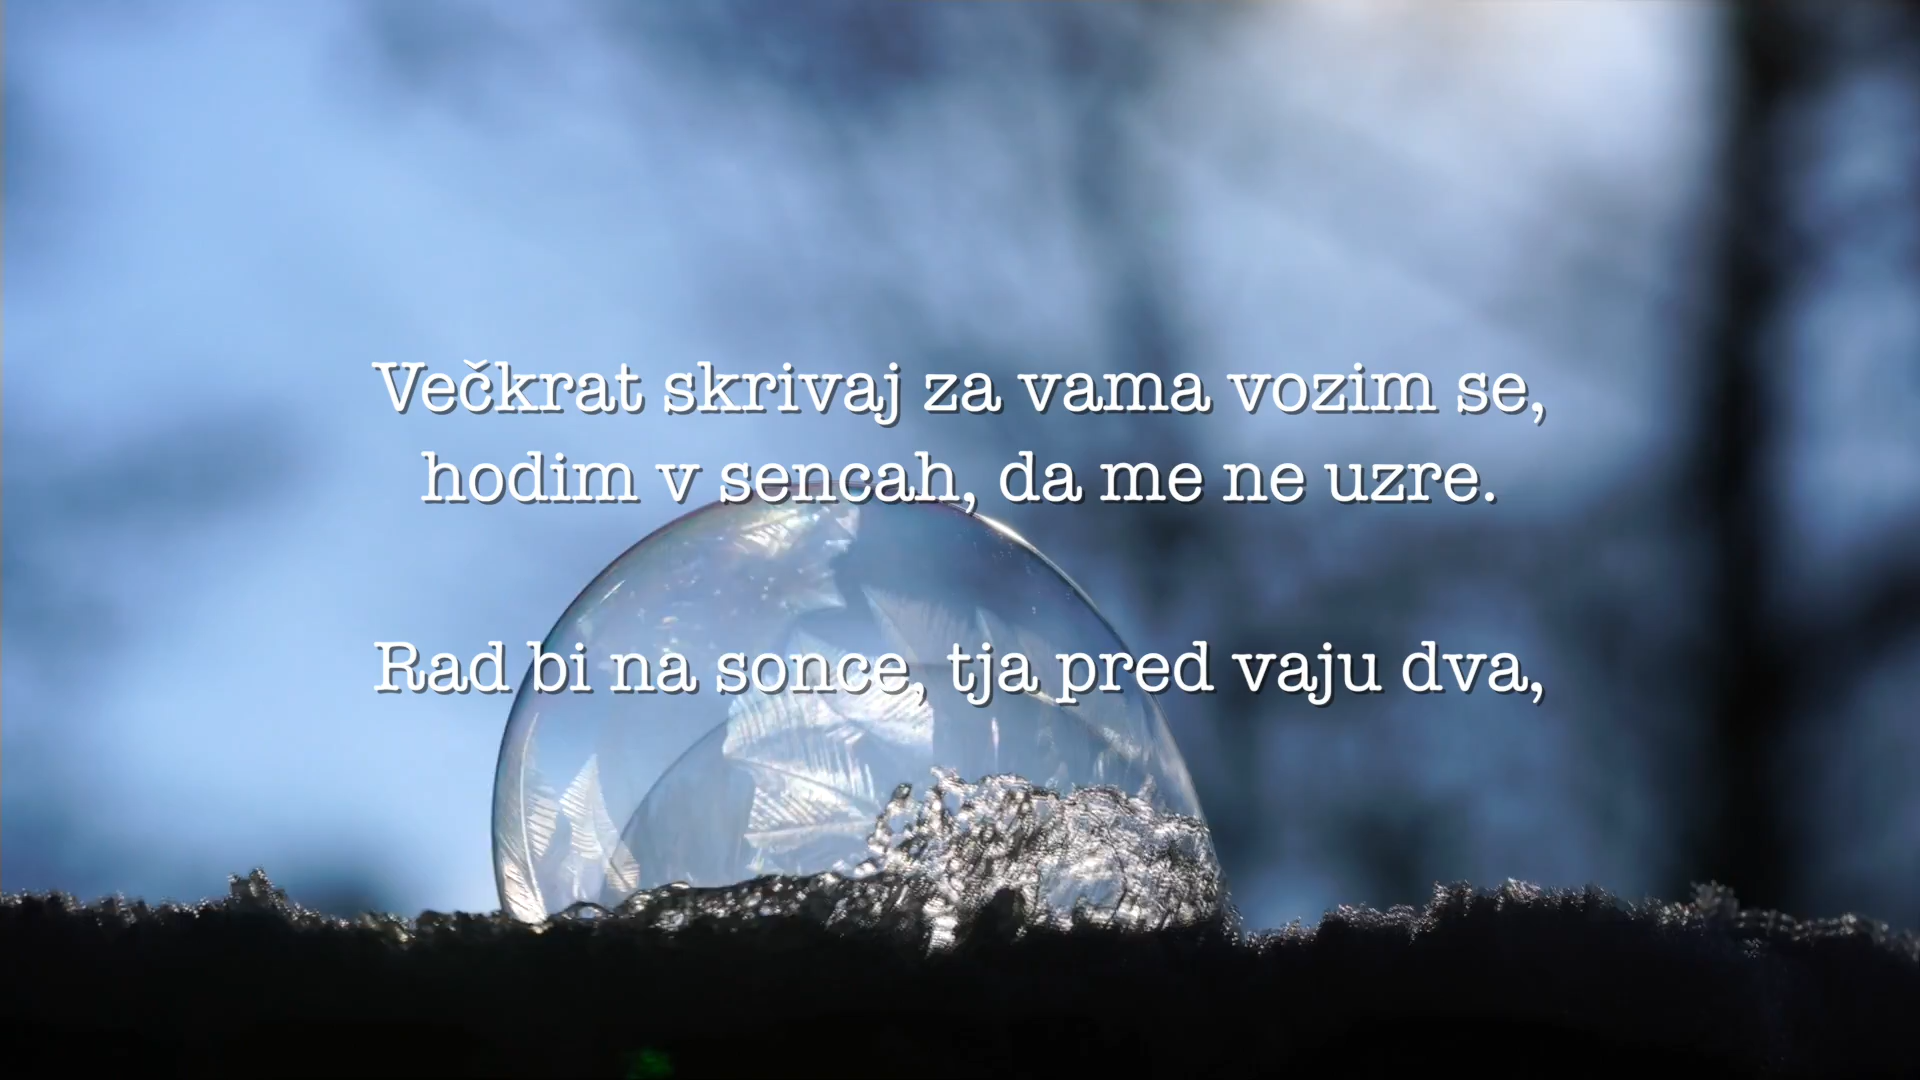 Večkrat skrivaj za vama vozim se,
hodim v sencah, da me ne uzre.
Rad bi na sonce, tja pred vaju dva,